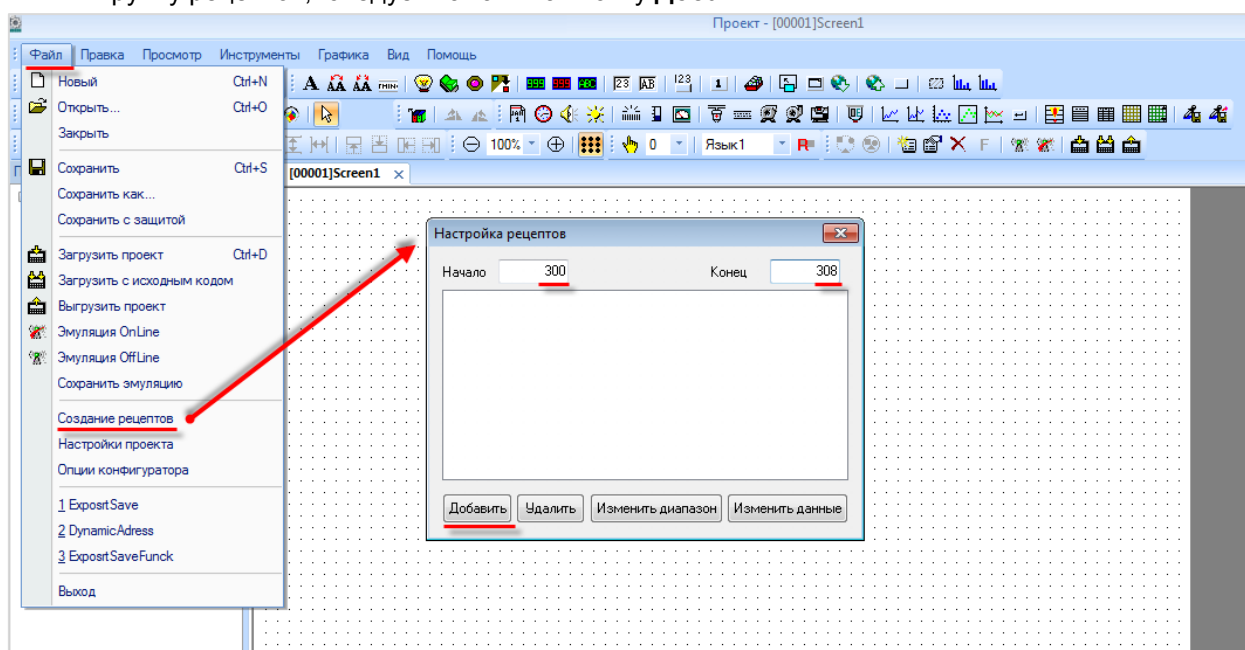 Проект - [00001]Screen1
Файл Правка Просмотр Инструменты Графика Вид Помощь
Новый Ctrl+N
Открыть... Ctrl+O
Закрыть
100% 0 Язык1
Сохранить Ctrl+S
[00001]Screen1
Сохранить как...
Сохранить с защитой
Загрузить проект Ctrl+D
Загрузить с исходным кодом
Выгрузить проект
Эмуляция OnLine
Эмуляция OffLine
Сохранить эмуляцию
Создание рецептов
Настройки проекта
Опции конфигуратора
1 ExposrtSave
2 DynamicAdress
3 ExposrtSaveFunck
Выход
Настройка рецептов
Начало 300 Конец 308
Добавить Удалить Изменить диапазон Изменить данные